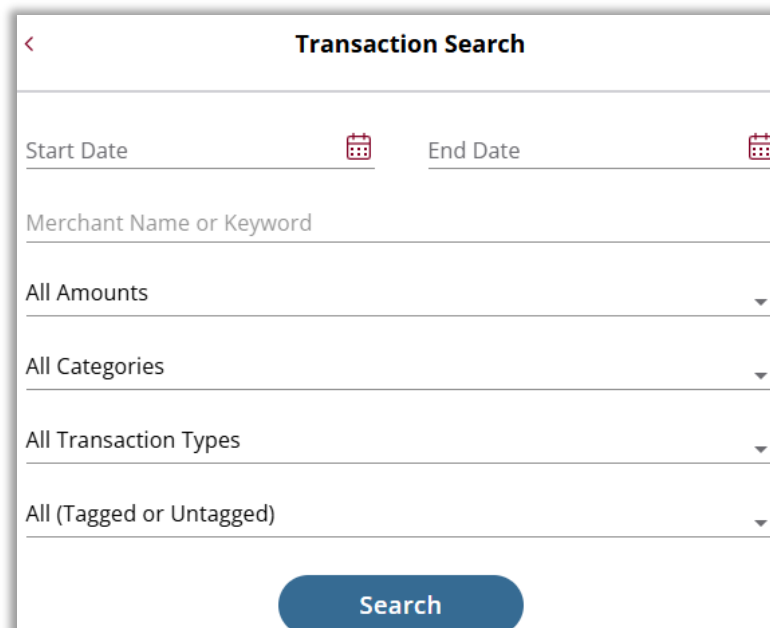 Transaction Search
Start Date End Date
Merchant Name or Keyword
All Amounts
All Categories
All Transaction Types
All (Tagged or Untagged)
Search